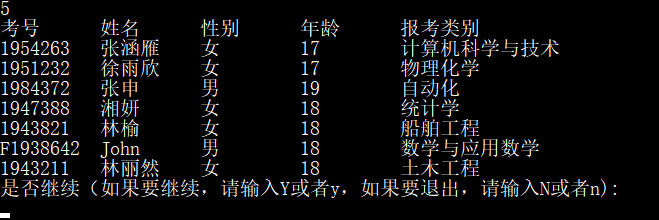 5
考号 姓名 性别 年龄 报考类别
1954263 张涵雁 女 17 计算机科学与技术
1951232 徐雨欣 女 17 物理化学
1984372 张申 男 19 自动化
1947388 湘妍 女 18 统计学
1943821 林榆 女 18 船舶工程
F1938642 John 男 18 数学与应用数学
1943211 林丽然 女 18 土木工程
是否继续（如果要继续，请输入Y或者y，如果要退出，请输入N或者n):